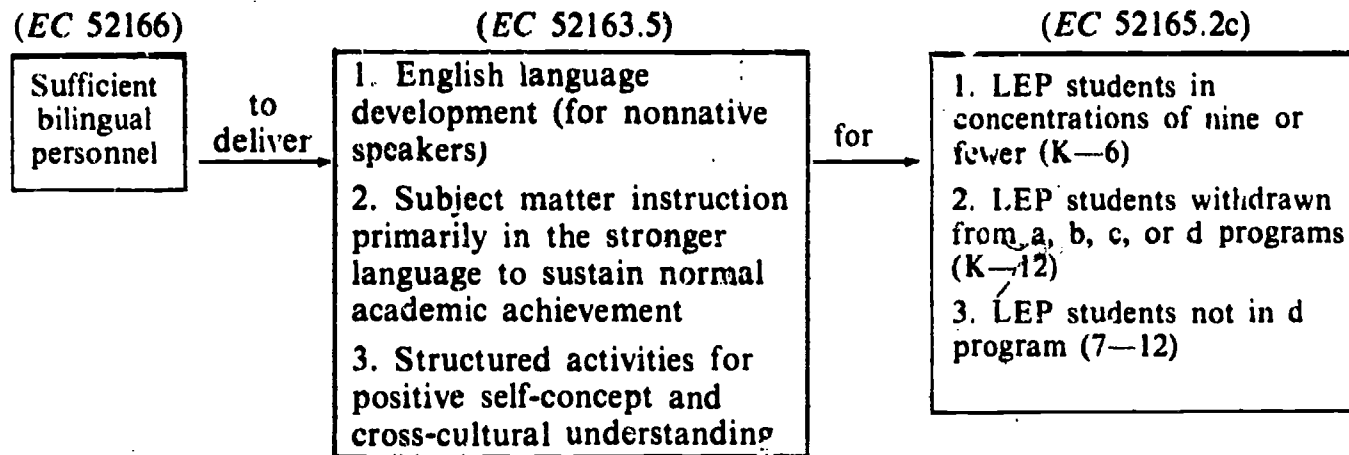 (EC 52166)
Sufficient
bilingual
personnel
to
deliver
(EC 52163.5)
1. English language
development (for nonnative
speakers)
2. Subject matter instruction
primarily in the stronger
language to sustain normal
academic achievement
3. Structured activities for
positive self-concept and
cross-cultural understanding
for
(EC 52165.2c)
1. LEP students in
concentrations of nine or
fewer (K—6)
2. LEP students withdrawn
from a, b, c, or d programs
(K—12)
3. LEP students not in d
program (7—12)